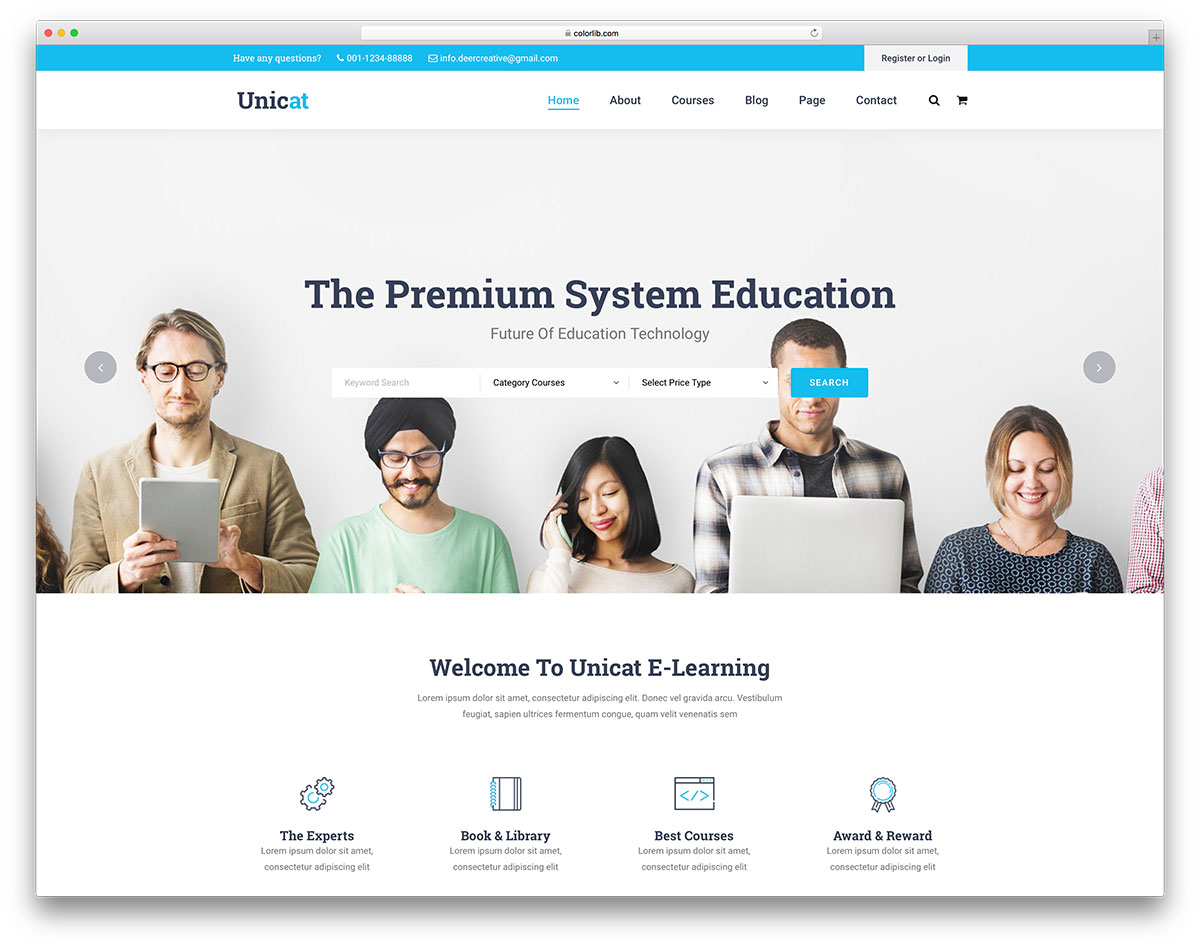 colorlib.com
Have any questions? 001-1234-88888 info.deercreative@gmail.com Register or Login
Unicat Home About Courses Blog Page Contact
The Premium System Education
Future Of Education Technology
Keyword Search Category Courses Select Price Type SEARCH
Welcome To Unicat E-Learning
Lorem ipsum dolor sit amet, consectetur adipiscing elit. Donec vel gravida arcu. Vestibulum
feugiat, sapien ultrices fermentum congue, quam velit venenatis sem
</>
The Experts
Lorem ipsum dolor sit amet,
consectetur adipiscing elit
Book & Library
Lorem ipsum dolor sit amet,
consectetur adipiscing elit
Best Courses
Lorem ipsum dolor sit amet,
consectetur adipiscing elit
Award & Reward
Lorem ipsum dolor sit amet,
consectetur adipiscing elit